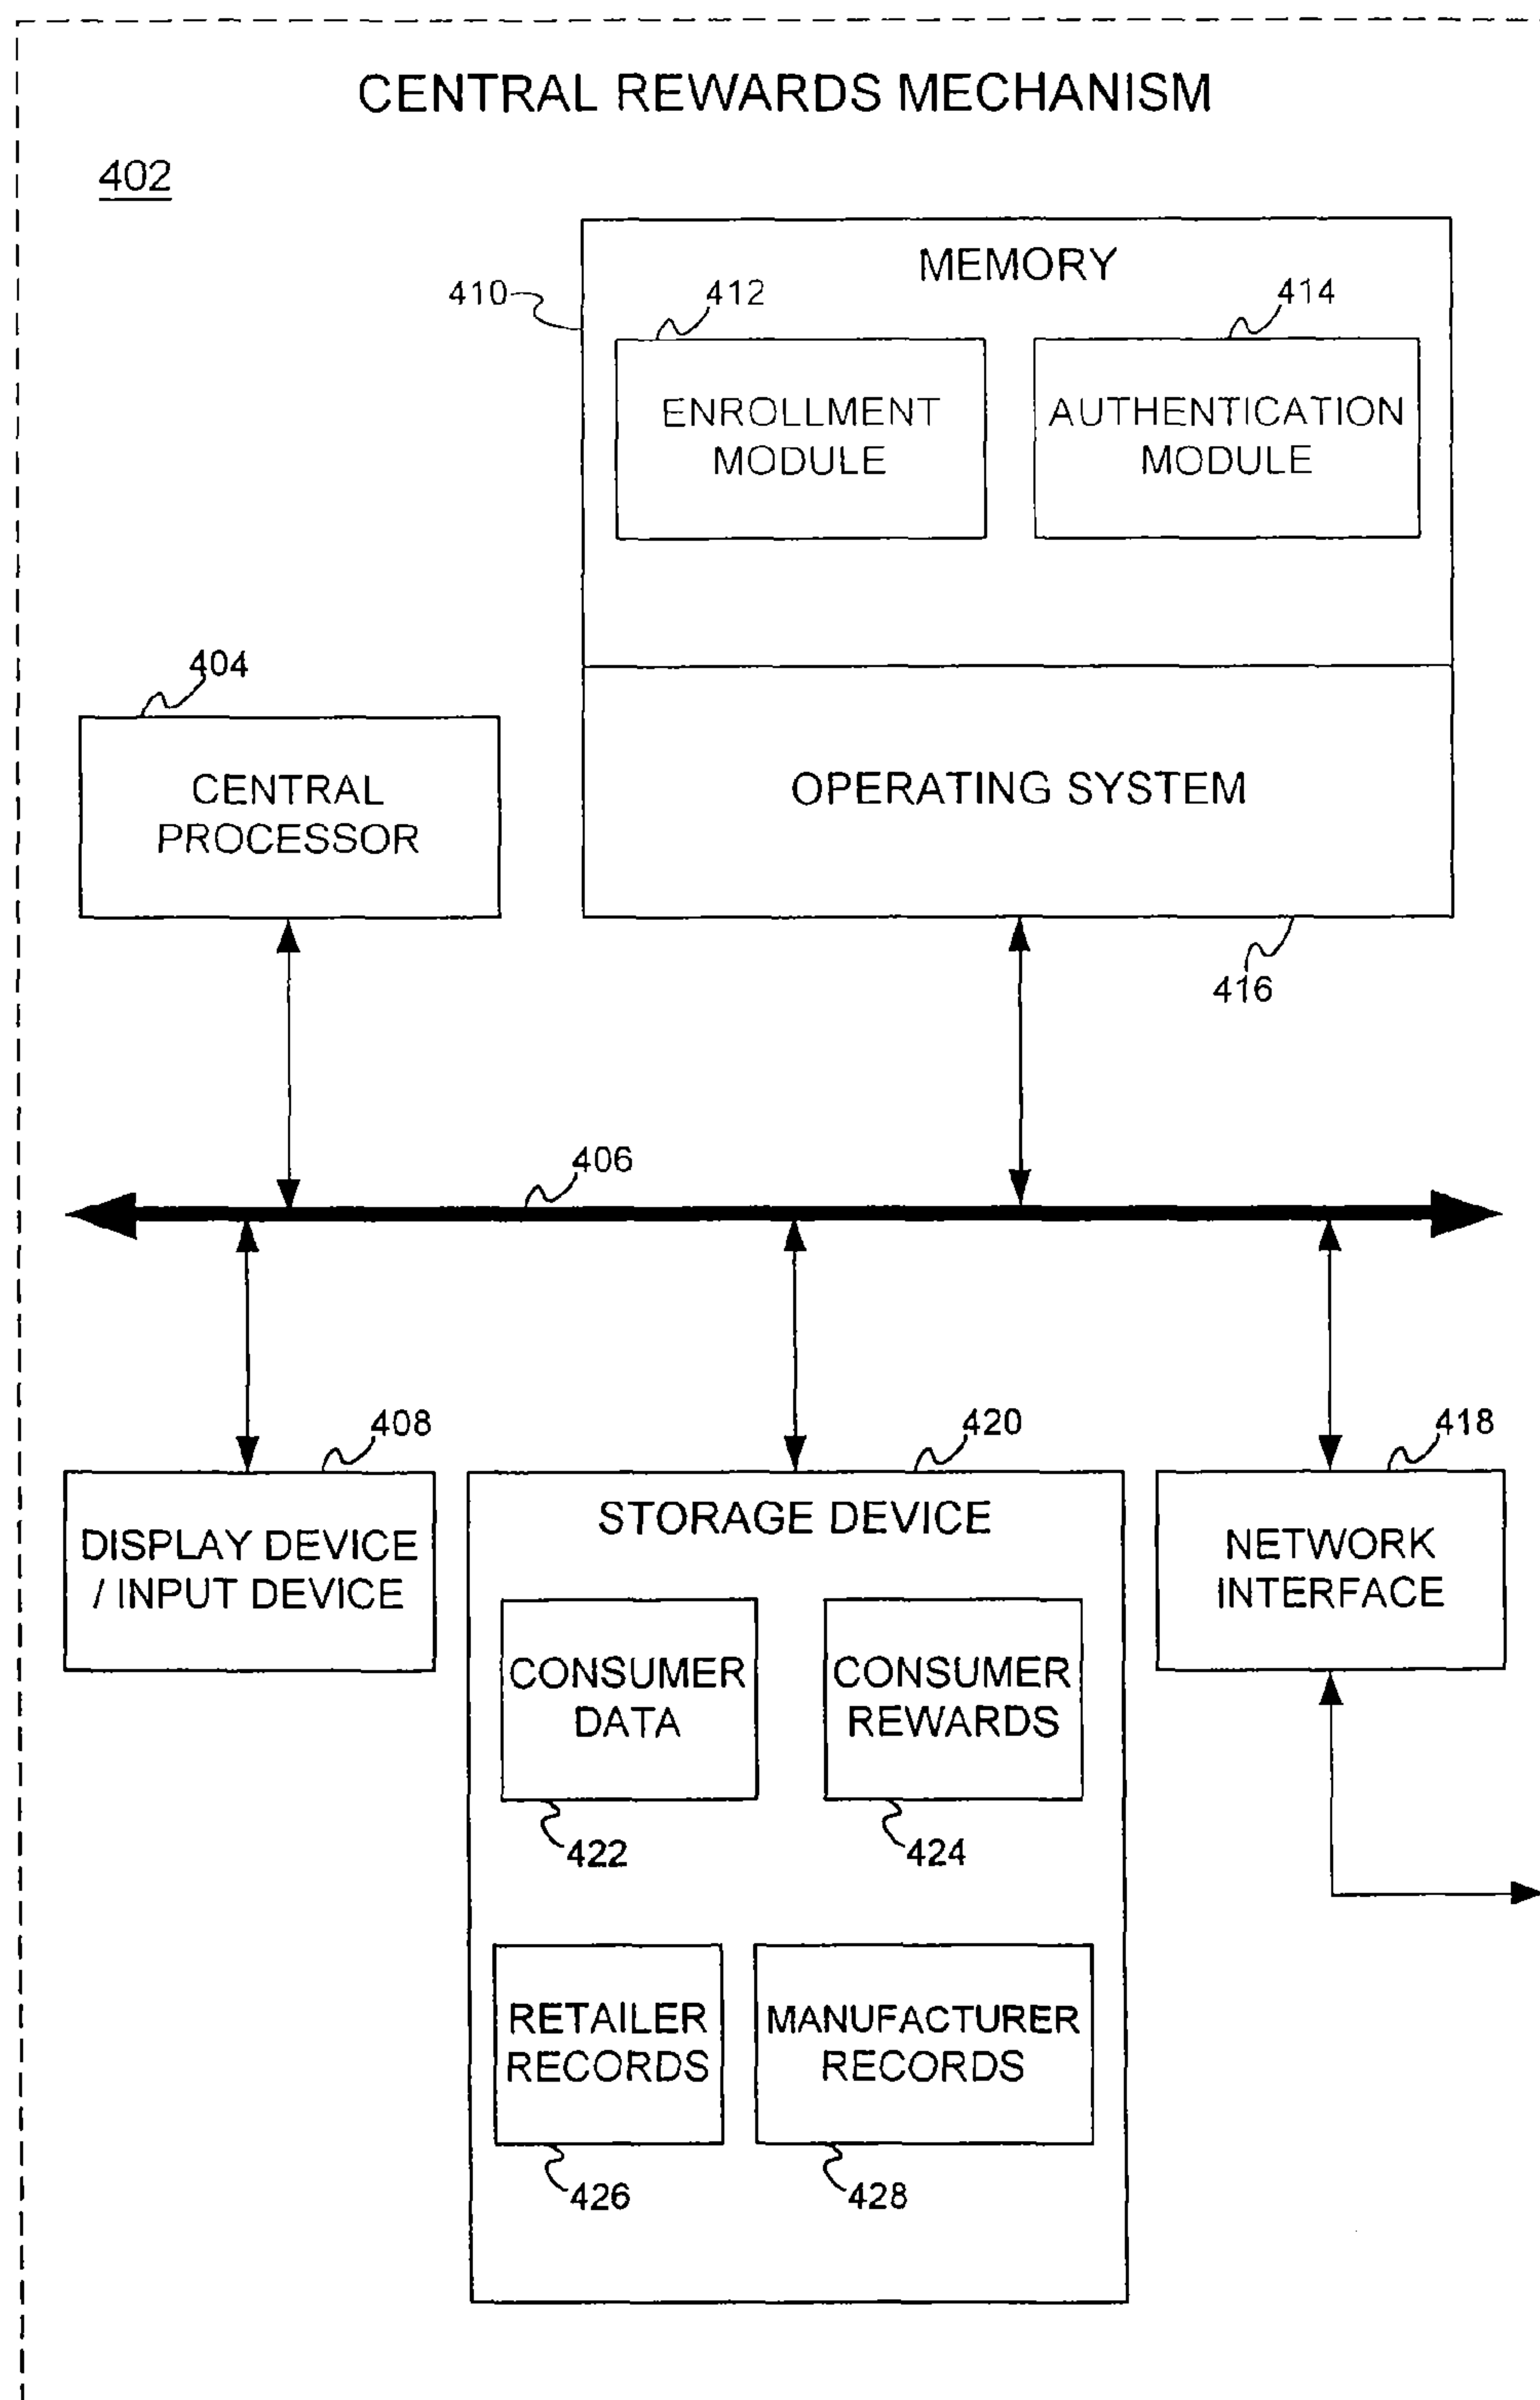 CENTRAL REWARDS MECHANISM
402
MEMORY
410
412
414
ENROLLMENT
MODULE
AUTHENTICATION
MODULE
404
CENTRAL
PROCESSOR
OPERATING SYSTEM
416
406
408
420
418
DISPLAY DEVICE
/ INPUT DEVICE
STORAGE DEVICE
NETWORK
INTERFACE
CONSUMER
DATA
CONSUMER
REWARDS
422
424
RETAILER
RECORDS
MANUFACTURER
RECORDS
426
428